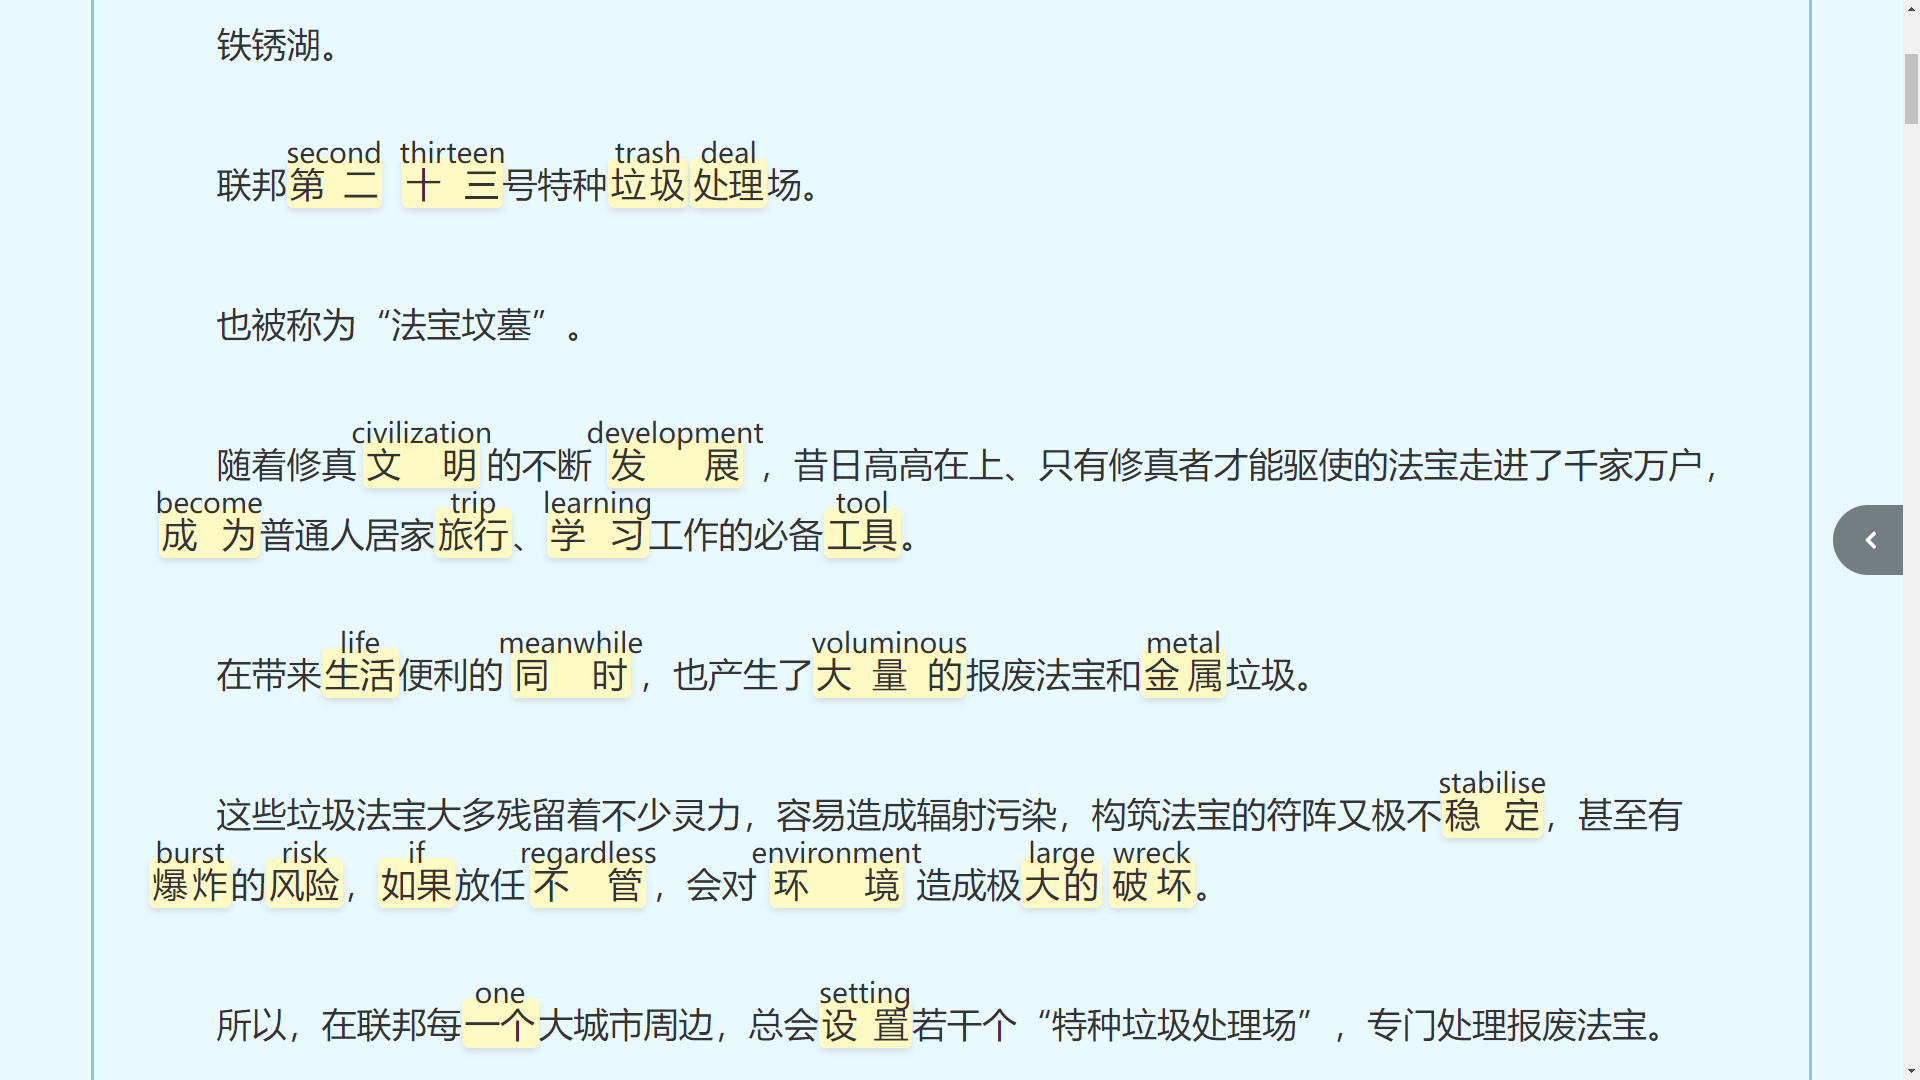 铁锈湖。
second thirteen trash deal
联邦第二十三号特种垃圾处理场。
也被称为“法宝坟墓”。
civilization development
随着修真文明的不断发展，昔日高高在上、只有修真者才能驱使的法宝走进了千家万户，
become trip learning tool
成为普通人居家旅行、学习工作的必备工具。
life meanwhile voluminous metal
在带来生活便利的同时，也产生了大量的报废法宝和金属垃圾。
stabilise
这些垃圾法宝大多残留着不少灵力，容易造成辐射污染，构筑法宝的符阵又极不稳定，甚至有
burst risk if regardless environment large wreck
爆炸的风险，如果放任不管，会对环境造成极大的破坏。
one setting
所以，在联邦每一个大城市周边，总会设置若干个“特种垃圾处理场”，专门处理报废法宝。